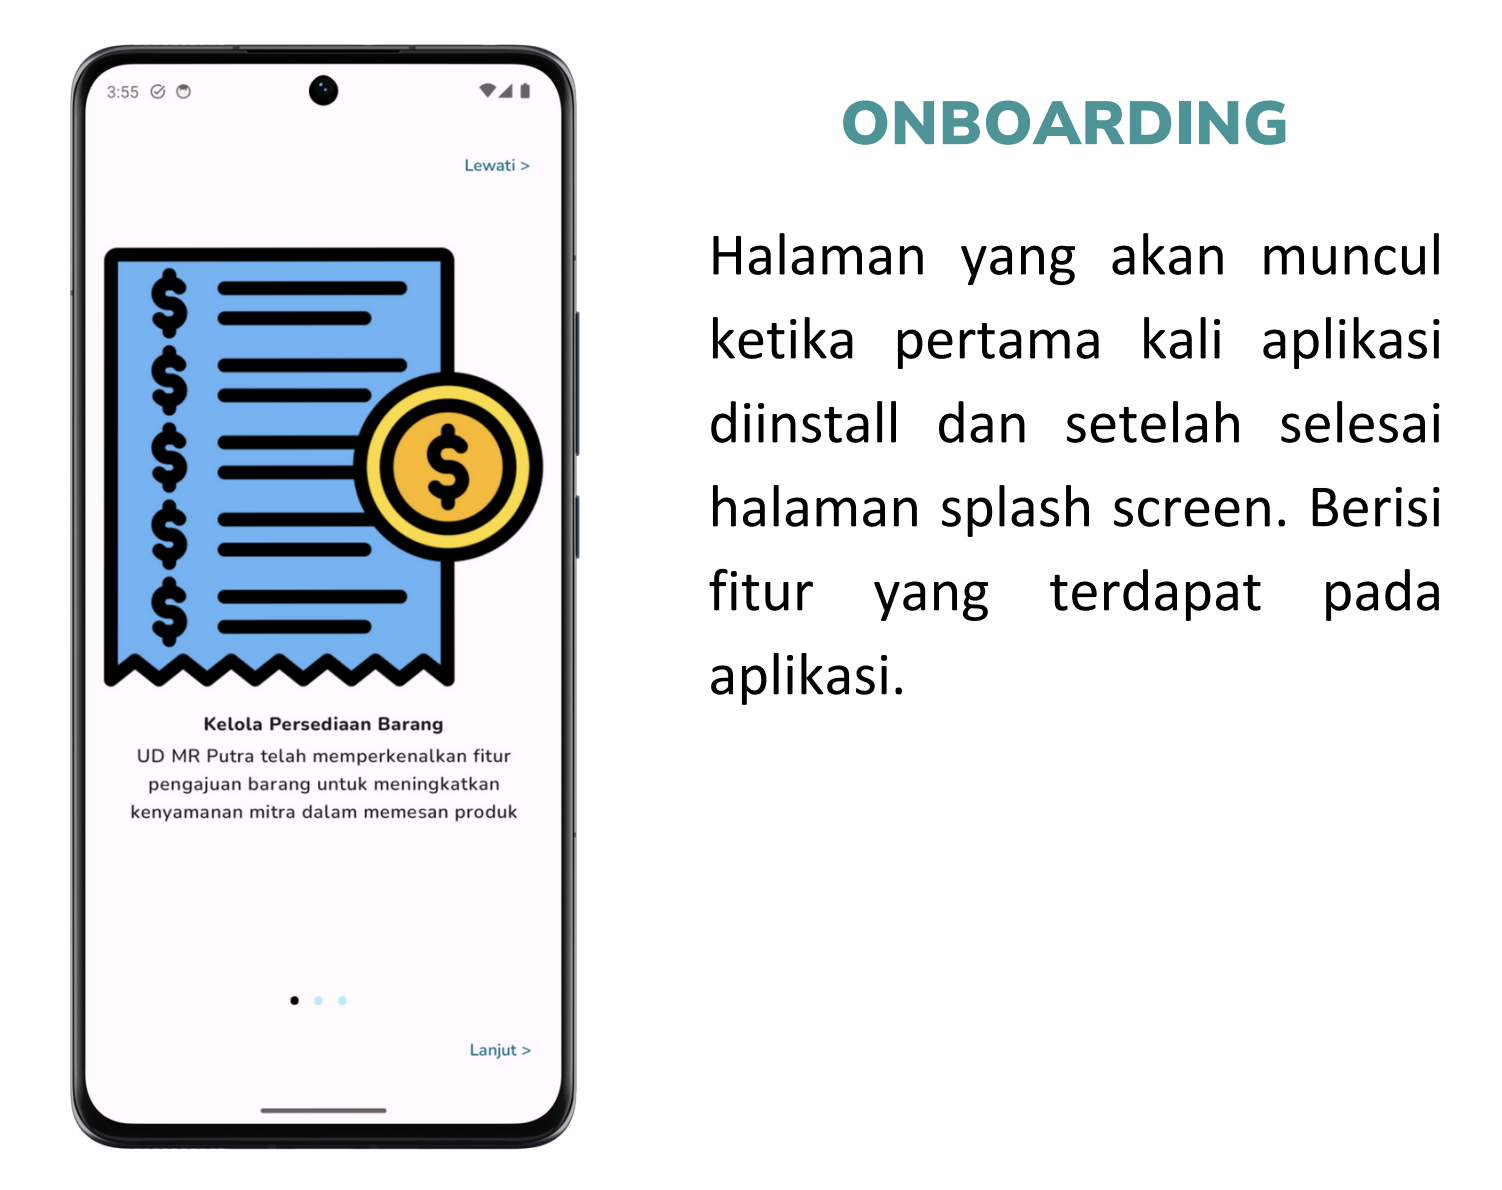 3:55
Lewati >
Kelola Persediaan Barang
UD MR Putra telah memperkenalkan fitur
pengajuan barang untuk meningkatkan
kenyamanan mitra dalam memesan produk
Lanjut >
ONBOARDING
Halaman yang akan muncul
ketika pertama kali aplikasi
diinstall dan setelah selesai
halaman splash screen. Berisi
fitur yang terdapat pada
aplikasi.